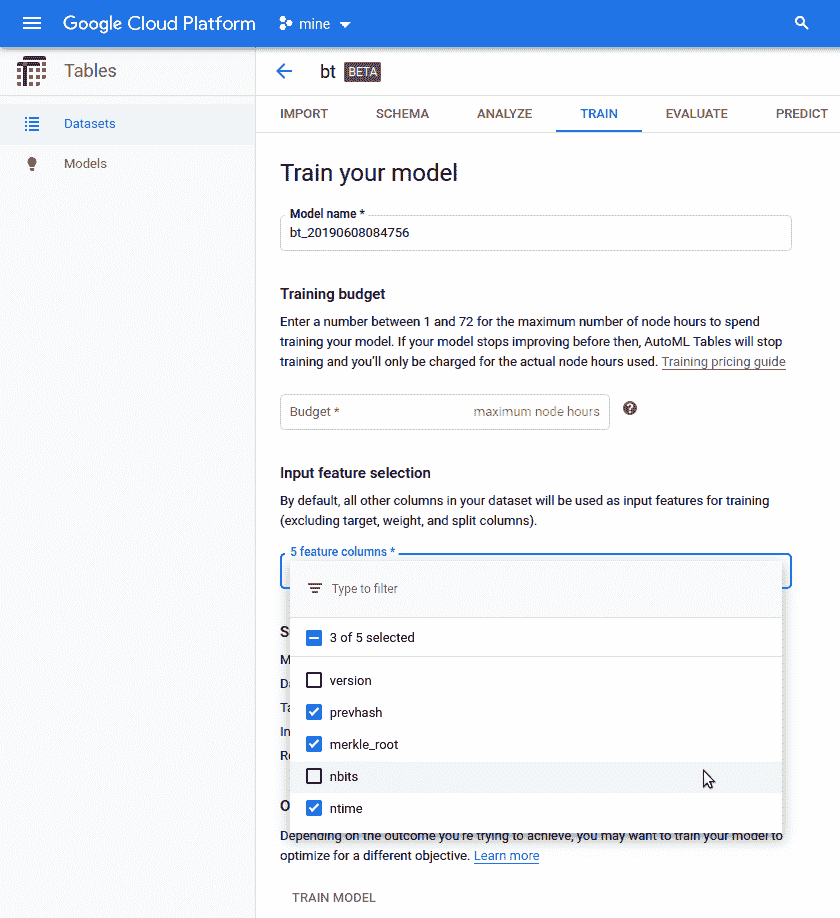 Google Cloud Platform
mine
Tables
bt BETA
Datasets
Models
IMPORT SCHEMA ANALYZE TRAIN EVALUATE PREDICT
Train your model
Model name *
bt_20190608084756
Training budget
Enter a number between 1 and 72 for the maximum number of node hours to spend
training your model. If your model stops improving before then, AutoML Tables will stop
training and you'll only be charged for the actual node hours used. Training pricing guide
Budget * maximum node hours
Input feature selection
By default, all other columns in your dataset will be used as input features for training
(excluding target, weight, and split columns).
5 feature columns *
Type to filter
3 of 5 selected
version
prevhash
merkle_root
nbits
ntime
Depending on the outcome you're trying to achieve, you may want to train your model to
optimize for a different objective. Learn more
TRAIN MODEL